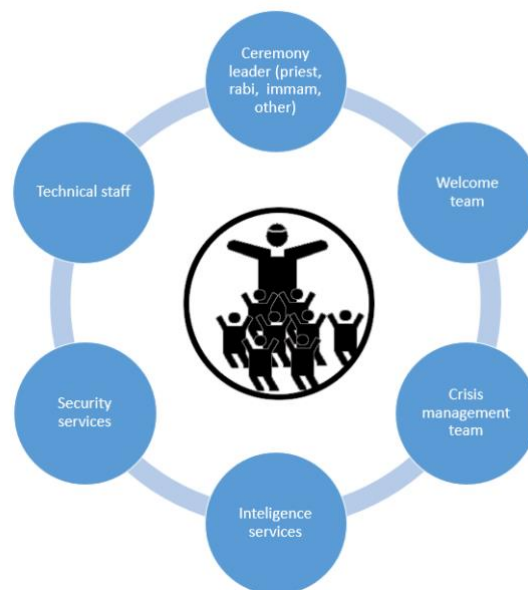 Ceremony
leader (priest,
rabi, immam,
other)
Welcome
team
Crisis
management
team
Inteligence
services
Security
services
Technical staff